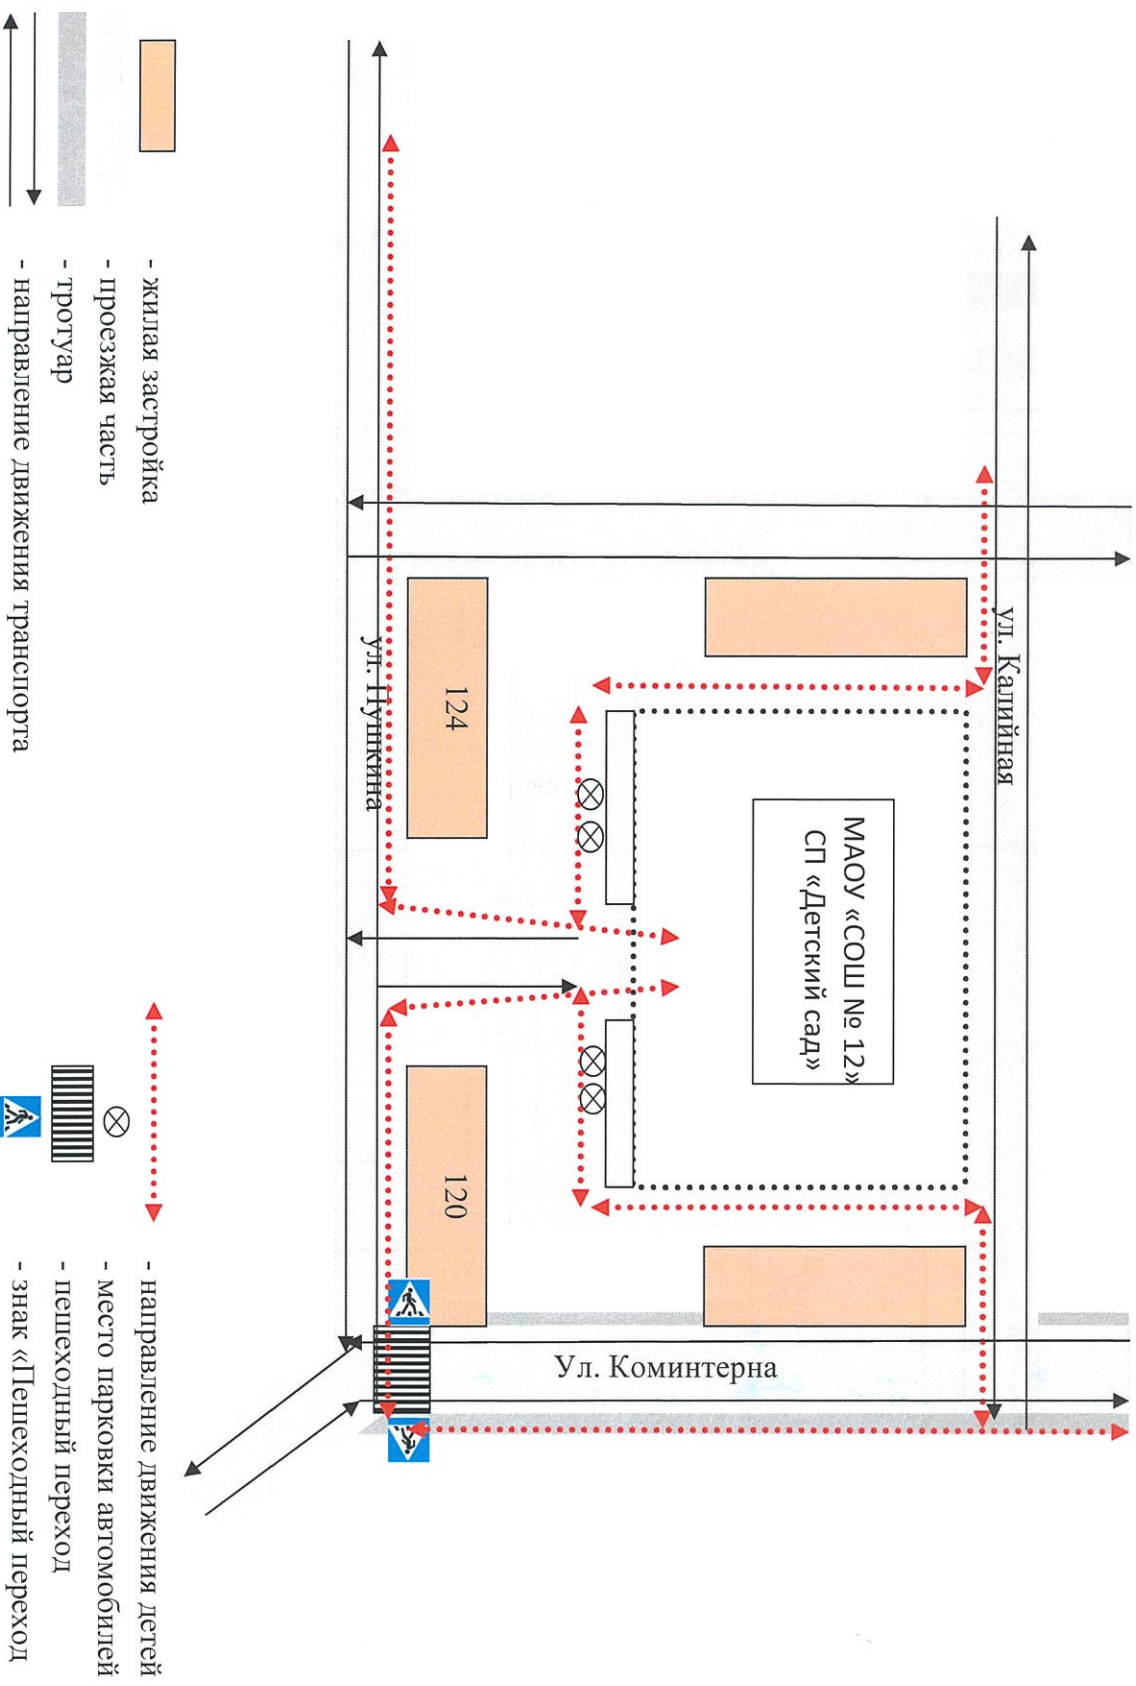 ул. Калийная
МАОУ «СОШ № 12»
СП «Детский сад»
124
120
ул. Пушкина
Ул. Коминтерна
- жилая застройка
- проезжая часть
- тротуар
- направление движения транспорта
- направление движения детей
- место парковки автомобилей
- пешеходный переход
- знак «Пешеходный переход